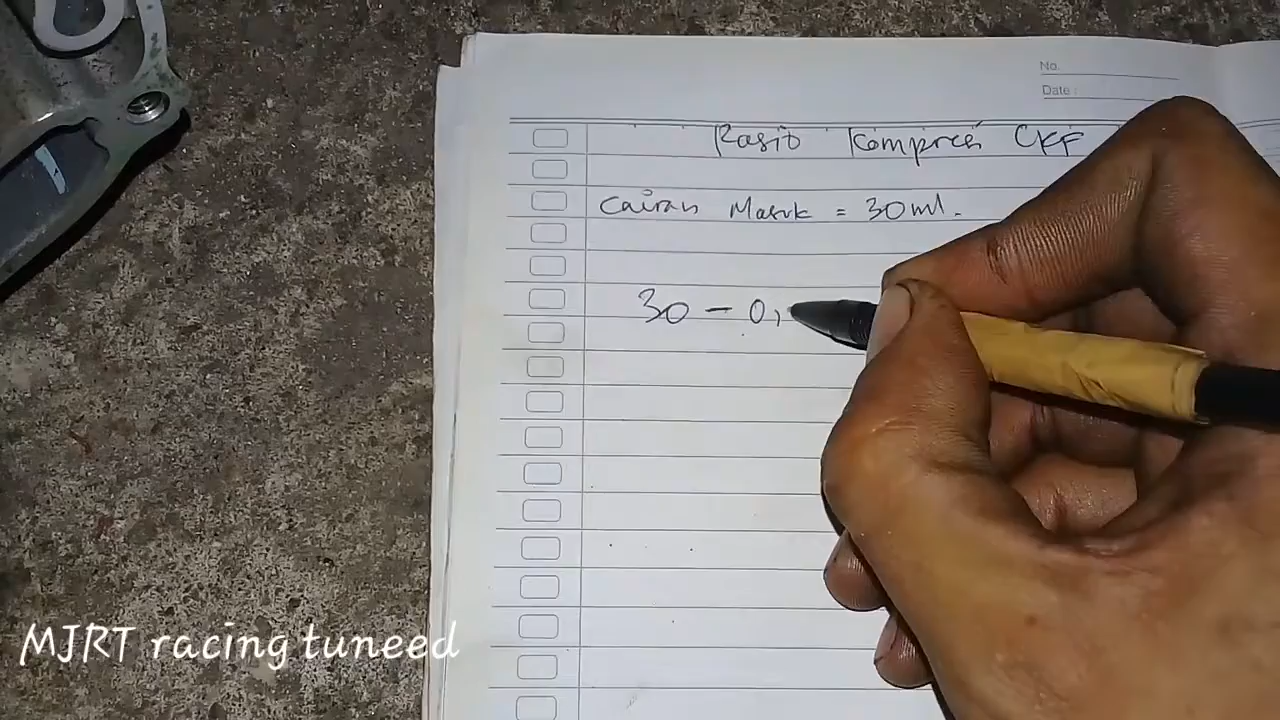 No.
Date :
Rasio Kompresi CKF
Cairan Masuk = 30 ml.
30 - 0,
MJRT racing tuneed